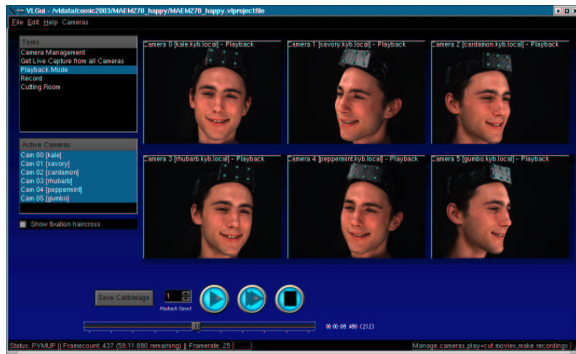 VLGui - /vldata/comic2003/MAEM278_happy/MAEM278_happy.vlprojectfile
File Edit Help Cameras
Tasks
Camera Management
Get Live Capture from all Cameras
Playback Mode
Record
Cutting Room
Active Cameras
Cam 00 [kale]
Cam 01 [savory]
Cam 02 [cardamon]
Cam 03 [rhubarb]
Cam 04 [peppermint]
Cam 05 [gumbo]
Show fixation haircross
Camera 0 [kale.kyb.local] - Playback
Camera 1 [savory.kyb.local] - Playback
Camera 2 [cardamon.kyb.local] - Playback
Camera 3 [rhubarb.kyb.local] - Playback
Camera 4 [peppermint.kyb.local] - Playback
Camera 5 [gumbo.kyb.local] - Playback
Save CalibImage
1
Playback Speed
00:00:08.480 (212)
Status: PVMUP || Framecount: 437 (58:11.880 remaining) || Framerate: 25
Manage cameras,play+cut movies,make recordings